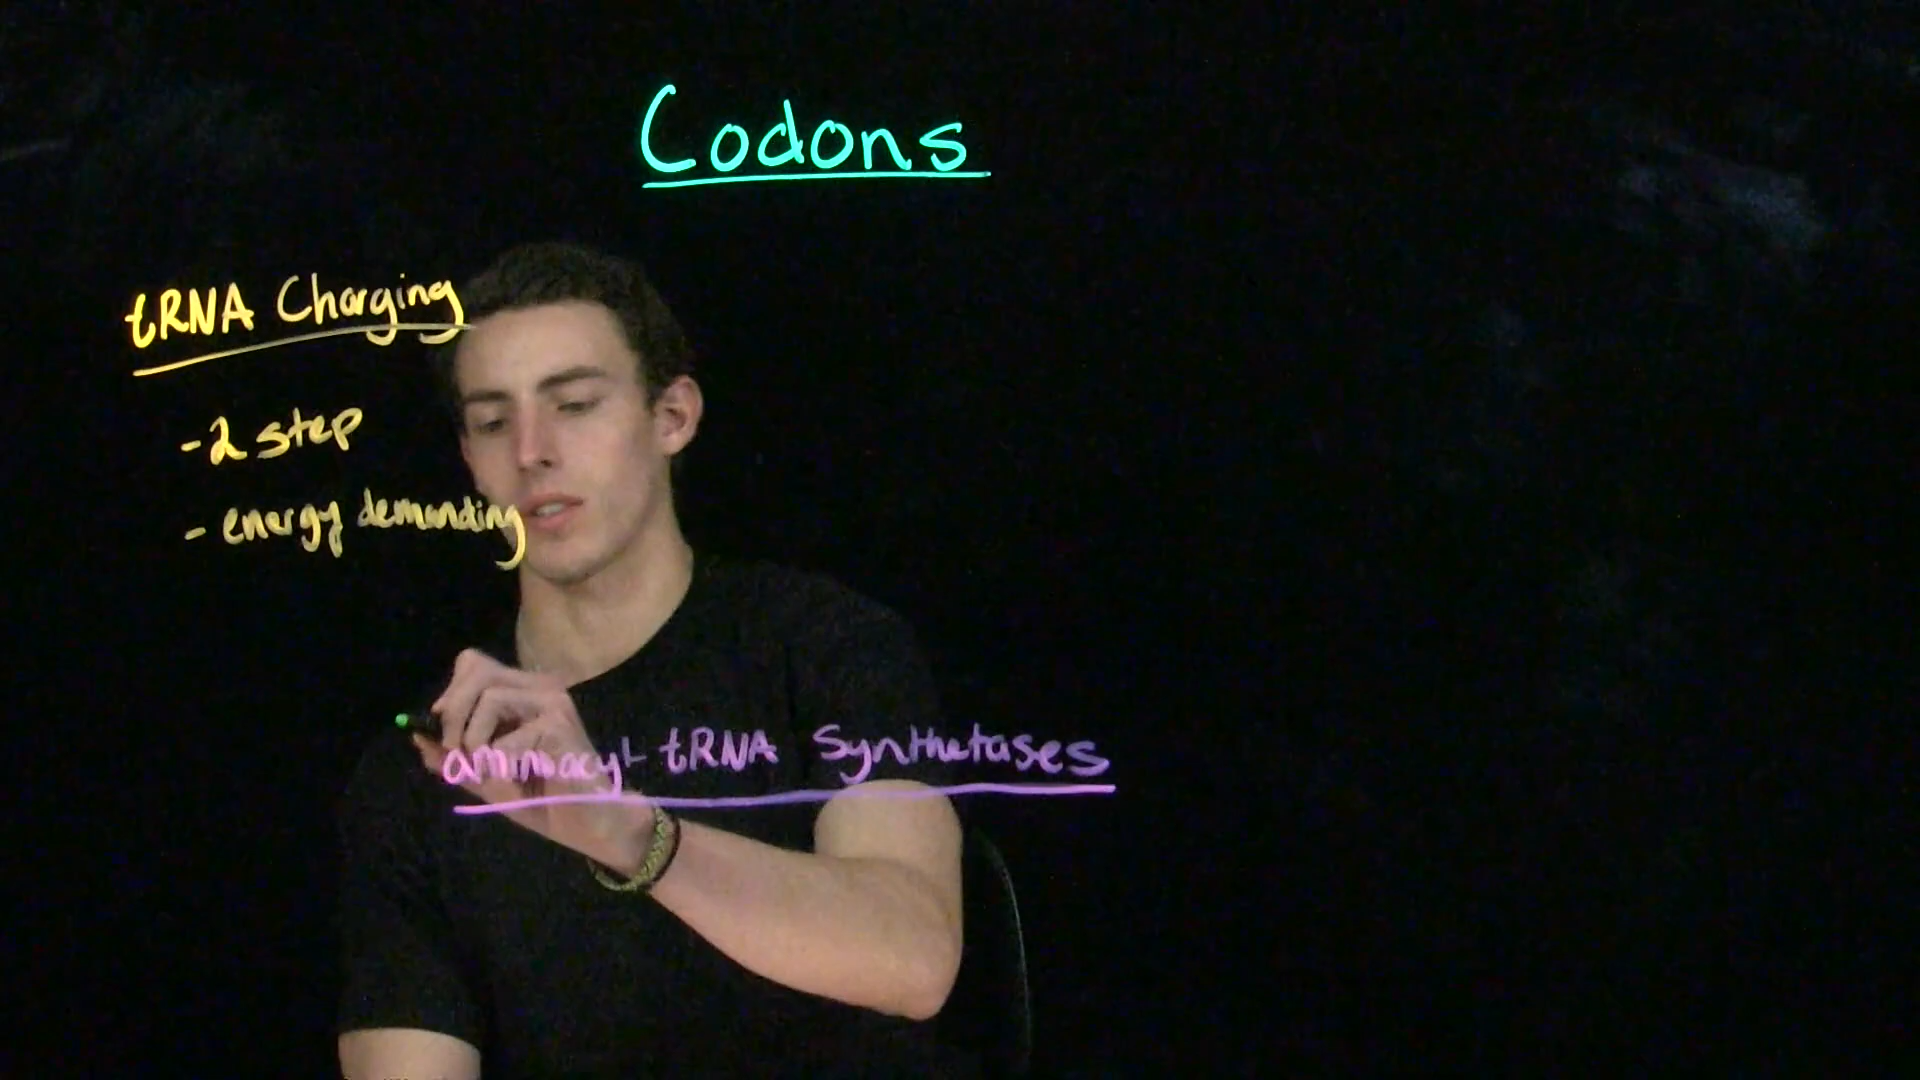 Codons
tRNA Charging
- 2 step
- energy demanding
aminoacyl tRNA Synthetases